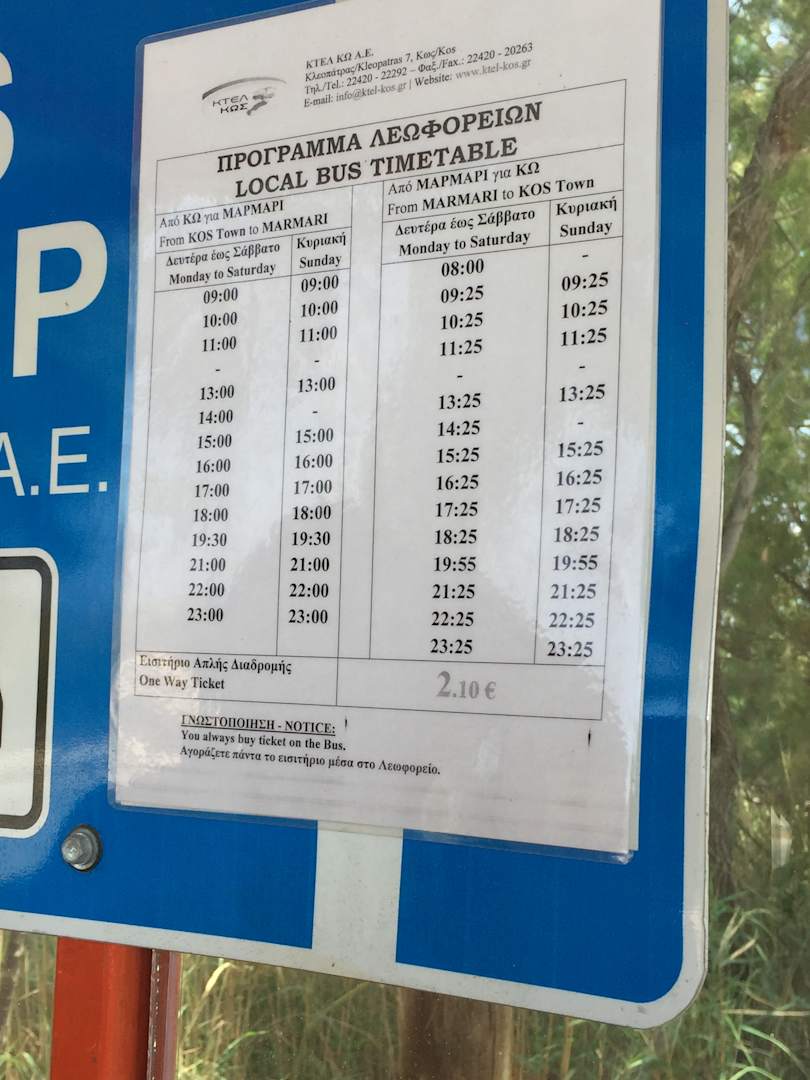 S
P
A.E.
ΚΤΕΛ
ΚΩΣ
ΚΤΕΛ ΚΩ Α.Ε.
Κλεοπάτρας/Kleopatras 7, Κως/Kos
Τηλ./Tel.: 22420 - 22292 – Φαξ./Fax.: 22420 - 20263
E-mail: info@ktel-kos.gr | Website: www.ktel-kos.gr
ΠΡΟΓΡΑΜΜΑ ΛΕΩΦΟΡΕΙΩΝ
LOCAL BUS TIMETABLE
Από ΚΩ για ΜΑΡΜΑΡΙ
From KOS Town to MARMARI
Δευτέρα έως Σάββατο Κυριακή
Monday to Saturday Sunday
09:00 09:00
10:00 10:00
11:00 11:00
- -
13:00 13:00
14:00 -
15:00 15:00
16:00 16:00
17:00 17:00
18:00 18:00
19:30 19:30
21:00 21:00
22:00 22:00
23:00 23:00
Από ΜΑΡΜΑΡΙ για ΚΩ
From MARMARI to KOS Town
Δευτέρα έως Σάββατο Κυριακή
Monday to Saturday Sunday
08:00 -
09:25 09:25
10:25 10:25
11:25 11:25
- -
13:25 13:25
14:25 -
15:25 15:25
16:25 16:25
17:25 17:25
18:25 18:25
19:55 19:55
21:25 21:25
22:25 22:25
23:25 23:25
Εισιτήριο Απλής Διαδρομής
One Way Ticket
2.10 €
ΓΝΩΣΤΟΠΟΙΗΣΗ - NOTICE:
You always buy ticket on the Bus.
Αγοράζετε πάντα το εισιτήριο μέσα στο Λεωφορείο.